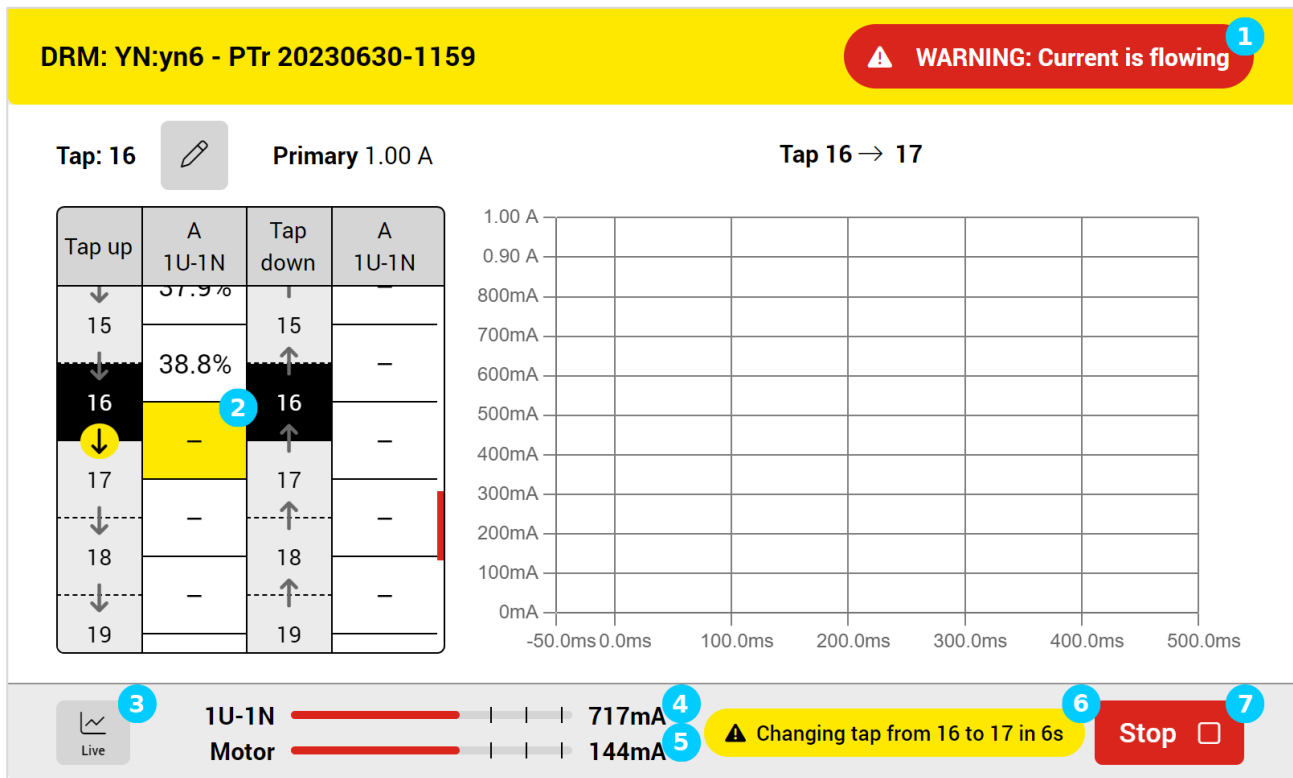 DRM: YN:yn6 - PTr 20230630-1159
WARNING: Current is flowing
1
Tap: 16
Primary 1.00 A
Tap 16 → 17
Tap up
A
1U-1N
Tap
down
A
1U-1N
37.9%
–
15
15
38.8%
–
16
2
16
–
–
17
17
–
–
18
18
–
–
19
19
1.00 A
0.90 A
800mA
700mA
600mA
500mA
400mA
300mA
200mA
100mA
0mA
-50.0ms 0.0ms 100.0ms 200.0ms 300.0ms 400.0ms 500.0ms
3
Live
1U-1N 717mA
4
Motor 144mA
5
Changing tap from 16 to 17 in 6s
6
Stop
7